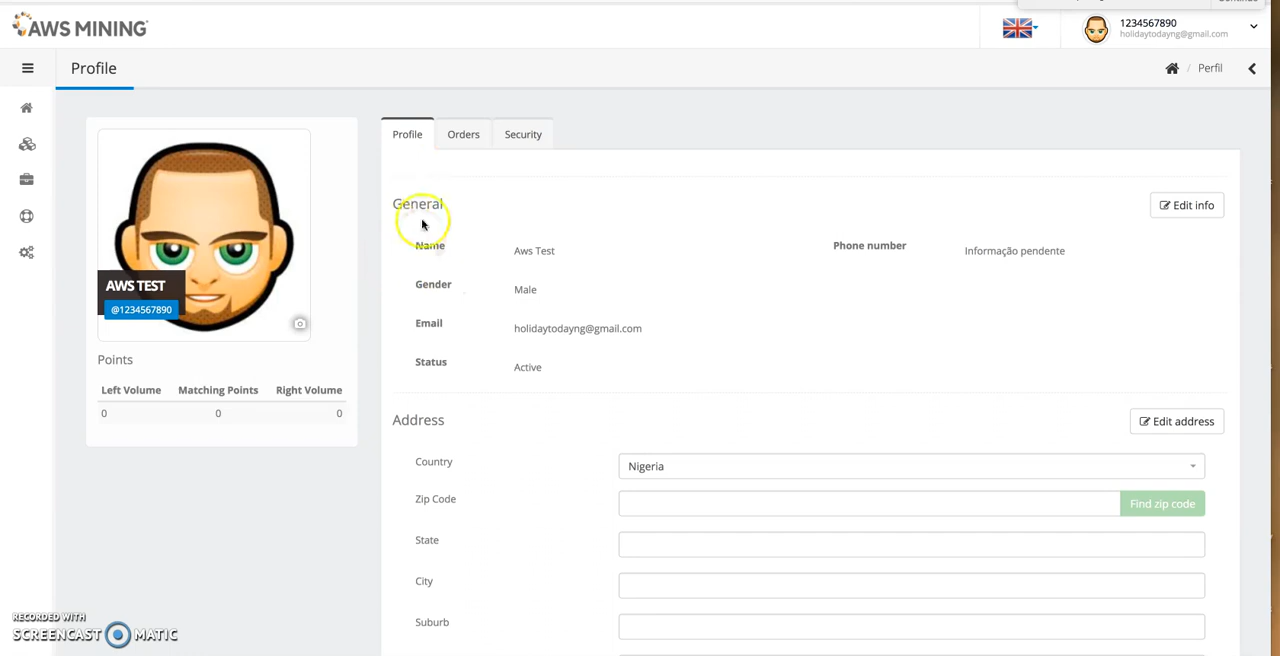 AWS MINING
1234567890
holidaytodayng@gmail.com
Profile
/ Perfil
Profile
Orders
Security
General
Edit info
Name
Aws Test
Phone number
Informação pendente
Gender
Male
Email
holidaytodayng@gmail.com
Status
Active
AWS TEST
@1234567890
Points
Left Volume
Matching Points
Right Volume
0
0
0
Address
Edit address
Country
Nigeria
Zip Code
Find zip code
State
City
Suburb
RECORDED WITH
SCREENCAST MATIC